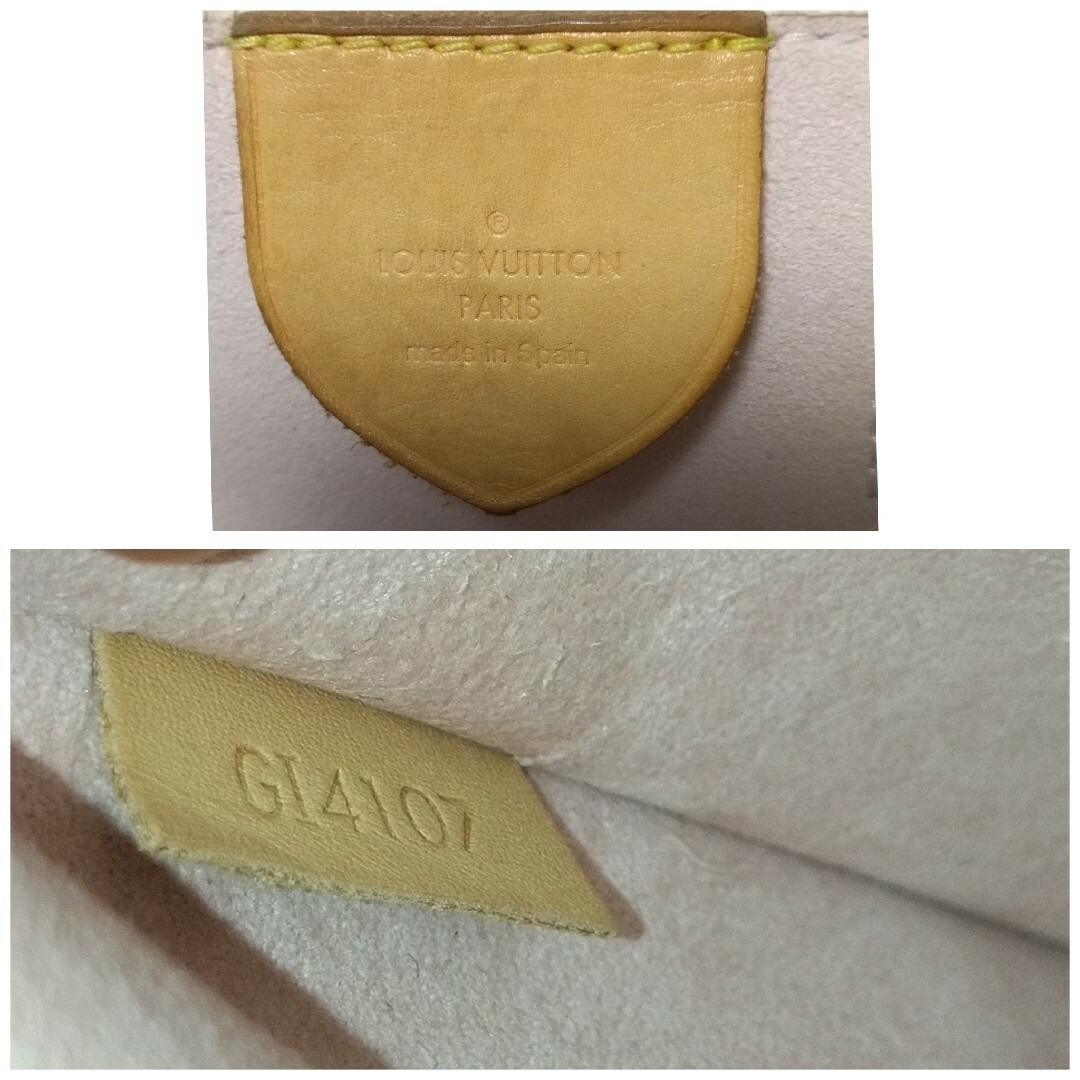 ®
LOUIS VUITTON
PARIS
made in Spain
GI4107